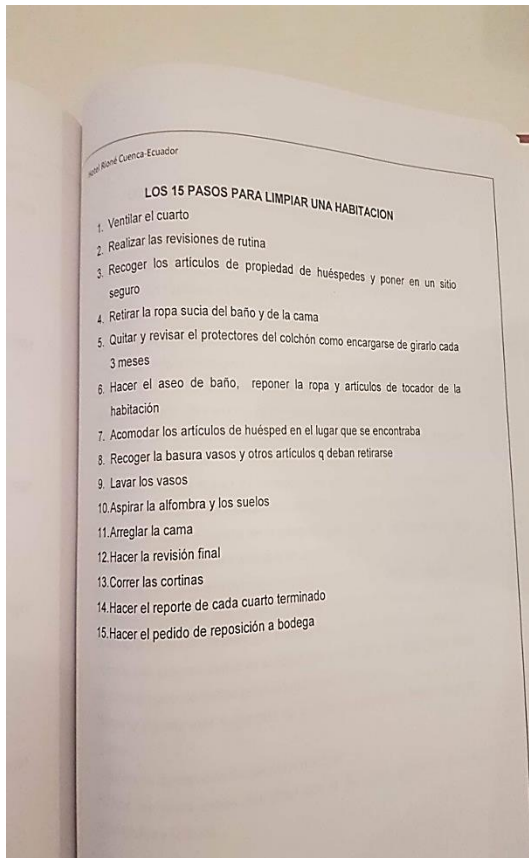 Hotel Rioné Cuenca-Ecuador
LOS 15 PASOS PARA LIMPIAR UNA HABITACION
1. Ventilar el cuarto
2. Realizar las revisiones de rutina
3. Recoger los artículos de propiedad de huéspedes y poner en un sitio
seguro
4. Retirar la ropa sucia del baño y de la cama
5. Quitar y revisar el protectores del colchón como encargarse de girarlo cada
3 meses
6. Hacer el aseo de baño, reponer la ropa y artículos de tocador de la
habitación
7. Acomodar los artículos de huésped en el lugar que se encontraba
8. Recoger la basura vasos y otros artículos q deban retirarse
9. Lavar los vasos
10.Aspirar la alfombra y los suelos
11.Arreglar la cama
12.Hacer la revisión final
13.Correr las cortinas
14.Hacer el reporte de cada cuarto terminado
15.Hacer el pedido de reposición a bodega